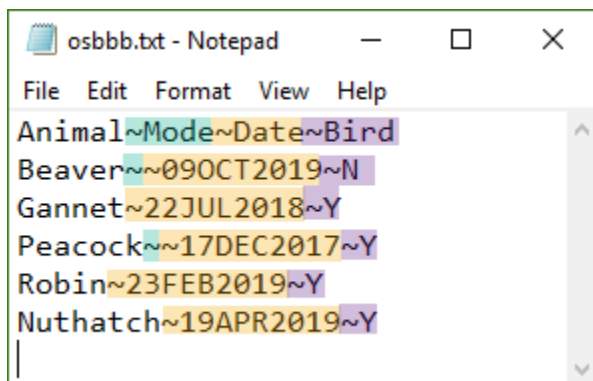 osbbb.txt - Notepad
File Edit Format View Help
Animal~Mode~Date~Bird
Beaver~~09OCT2019~N
Gannet~22JUL2018~Y
Peacock~~17DEC2017~Y
Robin~23FEB2019~Y
Nuthatch~19APR2019~Y